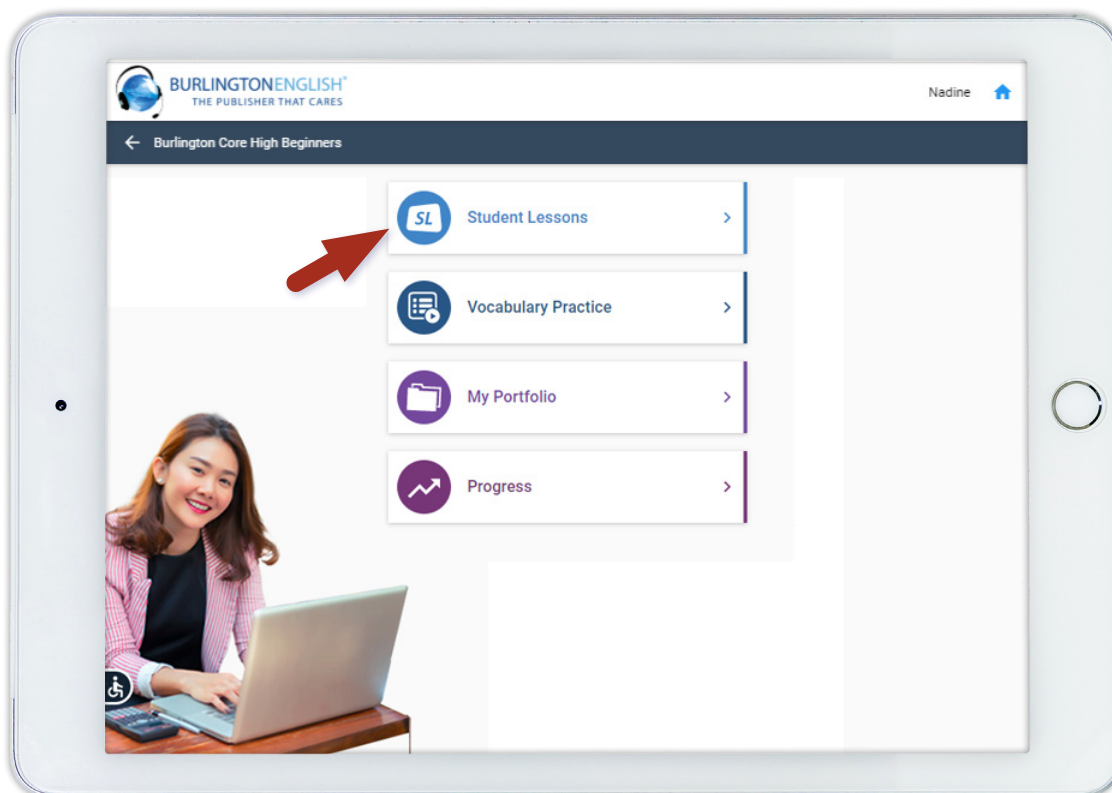 BURLINGTONENGLISH®
THE PUBLISHER THAT CARES
Nadine
Burlington Core High Beginners
SL
Student Lessons
Vocabulary Practice
My Portfolio
Progress